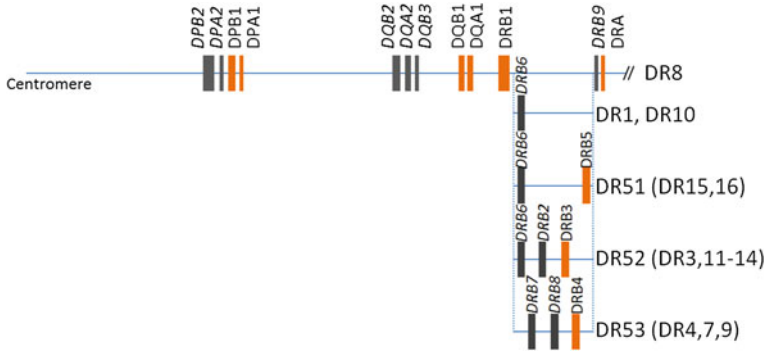 DPB2 DPA2 DPB1 DPA1 DQB2 DQA2 DQB3 DQB1 DQA1 DRB1 DRB9 DRA
Centromere // DR8
DRB6
DR1, DR10
DRB6 DRB5
DR51 (DR15,16)
DRB6 DRB2 DRB3
DR52 (DR3,11-14)
DRB7 DRB8 DRB4
DR53 (DR4,7,9)